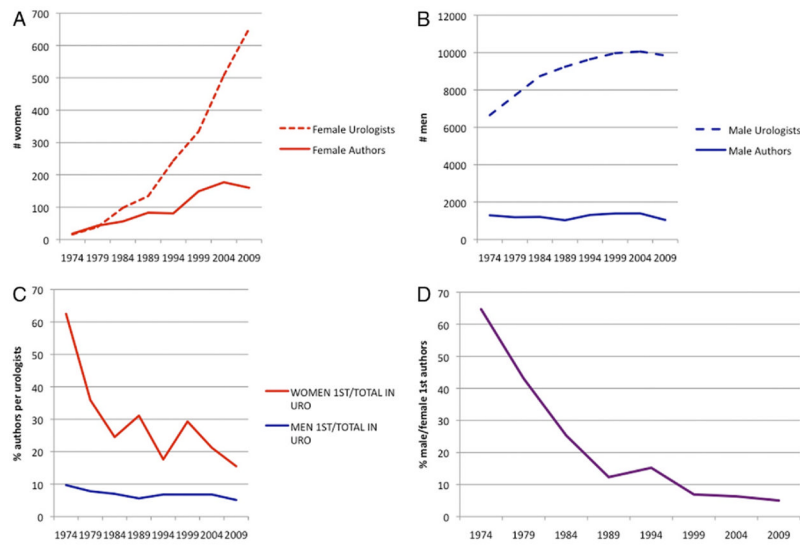 A
700
600
500
400
300
200
100
0
# women
1974 1979 1984 1989 1994 1999 2004 2009
Female Urologists
Female Authors
B
12000
10000
8000
6000
4000
2000
0
# men
1974 1979 1984 1989 1994 1999 2004 2009
Male Urologists
Male Authors
C
70
60
50
40
30
20
10
0
% authors per urologists
1974 1979 1984 1989 1994 1999 2004 2009
WOMEN 1ST/TOTAL IN
URO
MEN 1ST/TOTAL IN
URO
D
70
60
50
40
30
20
10
0
% male/female 1st authors
1974 1979 1984 1989 1994 1999 2004 2009